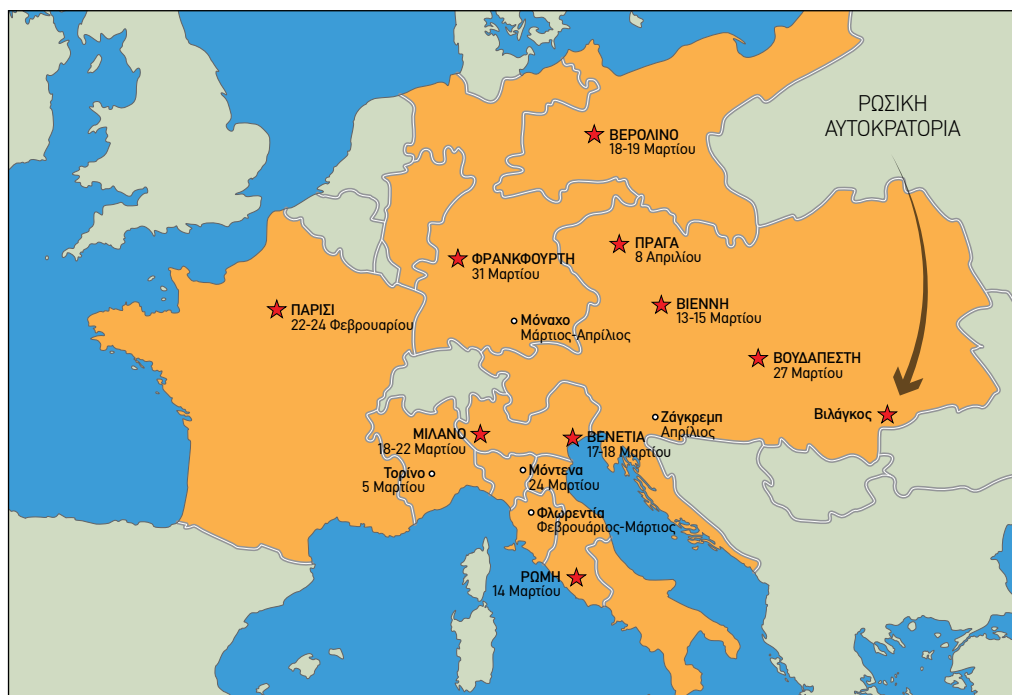 ΡΩΣΙΚΗ
ΑΥΤΟΚΡΑΤΟΡΙΑ
ΒΕΡΟΛΙΝΟ
18-19 Μαρτίου
ΠΡΑΓΑ
8 Απριλίου
ΦΡΑΝΚΦΟΥΡΤΗ
31 Μαρτίου
ΠΑΡΙΣΙ
22-24 Φεβρουαρίου
ΒΙΕΝΝΗ
13-15 Μαρτίου
Μόναχο
Μάρτιος-Απρίλιος
ΒΟΥΔΑΠΕΣΤΗ
27 Μαρτίου
Βιλάγκος
Ζάγκρεμπ
Απρίλιος
ΜΙΛΑΝΟ
18-22 Μαρτίου
ΒΕΝΕΤΙΑ
17-18 Μαρτίου
Τορίνο
5 Μαρτίου
Μόντενα
24 Μαρτίου
Φλωρεντία
Φεβρουάριος-Μάρτιος
ΡΩΜΗ
14 Μαρτίου